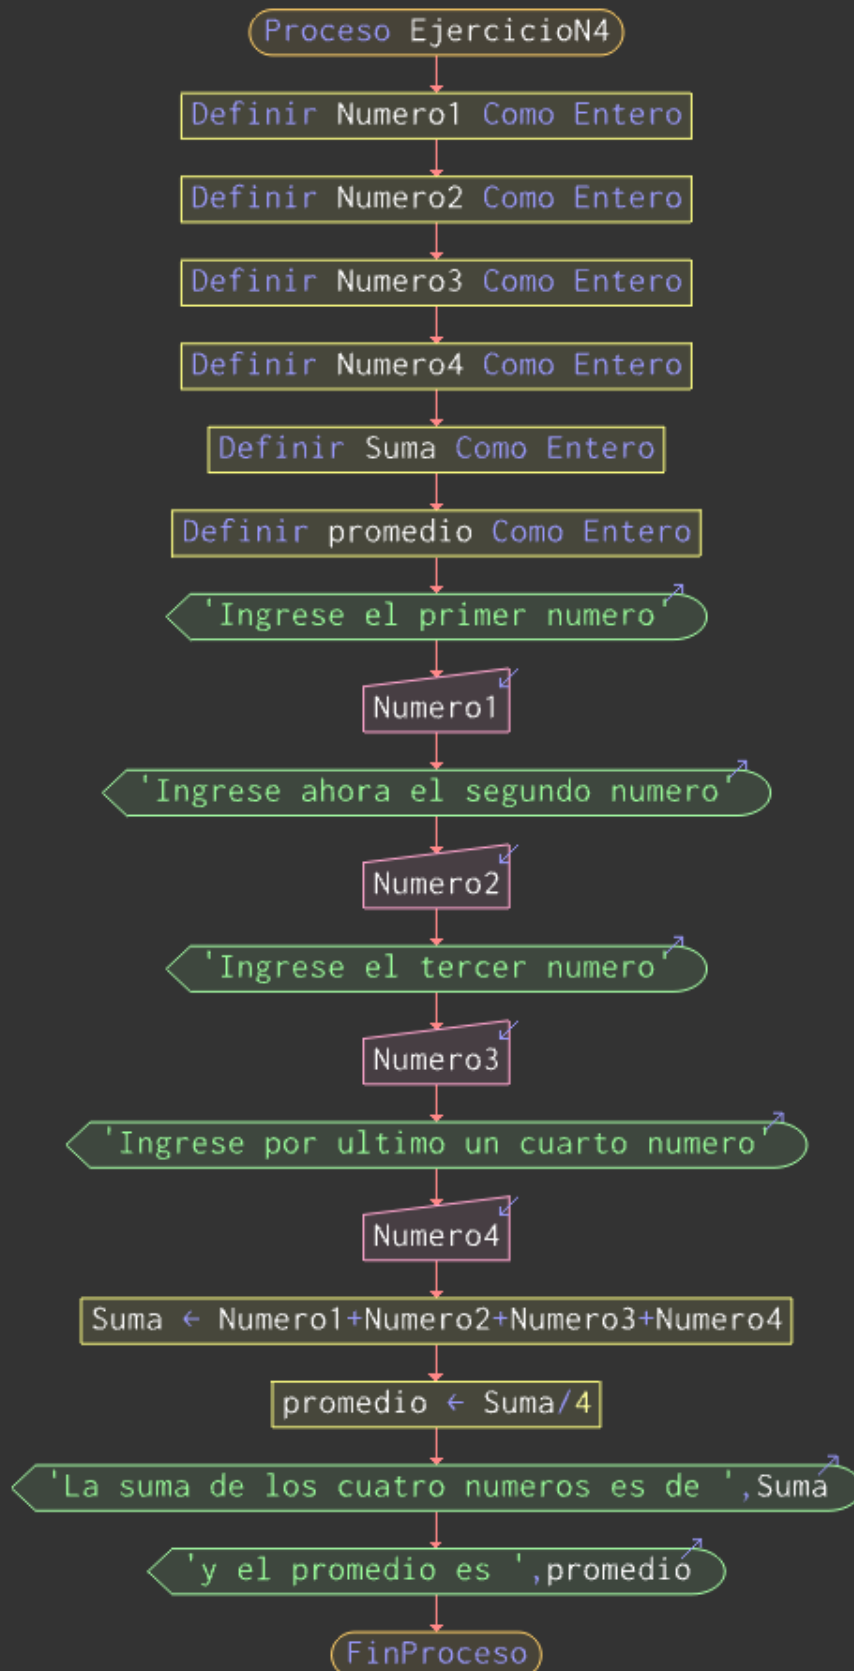 Proceso EjercicioN4
Definir Numero1 Como Entero
Definir Numero2 Como Entero
Definir Numero3 Como Entero
Definir Numero4 Como Entero
Definir Suma Como Entero
Definir promedio Como Entero
'Ingrese el primer numero'
Numero1
'Ingrese ahora el segundo numero'
Numero2
'Ingrese el tercer numero'
Numero3
'Ingrese por ultimo un cuarto numero'
Numero4
Suma ← Numero1+Numero2+Numero3+Numero4
promedio ← Suma/4
'La suma de los cuatro numeros es de ',Suma
'y el promedio es ',promedio
FinProceso